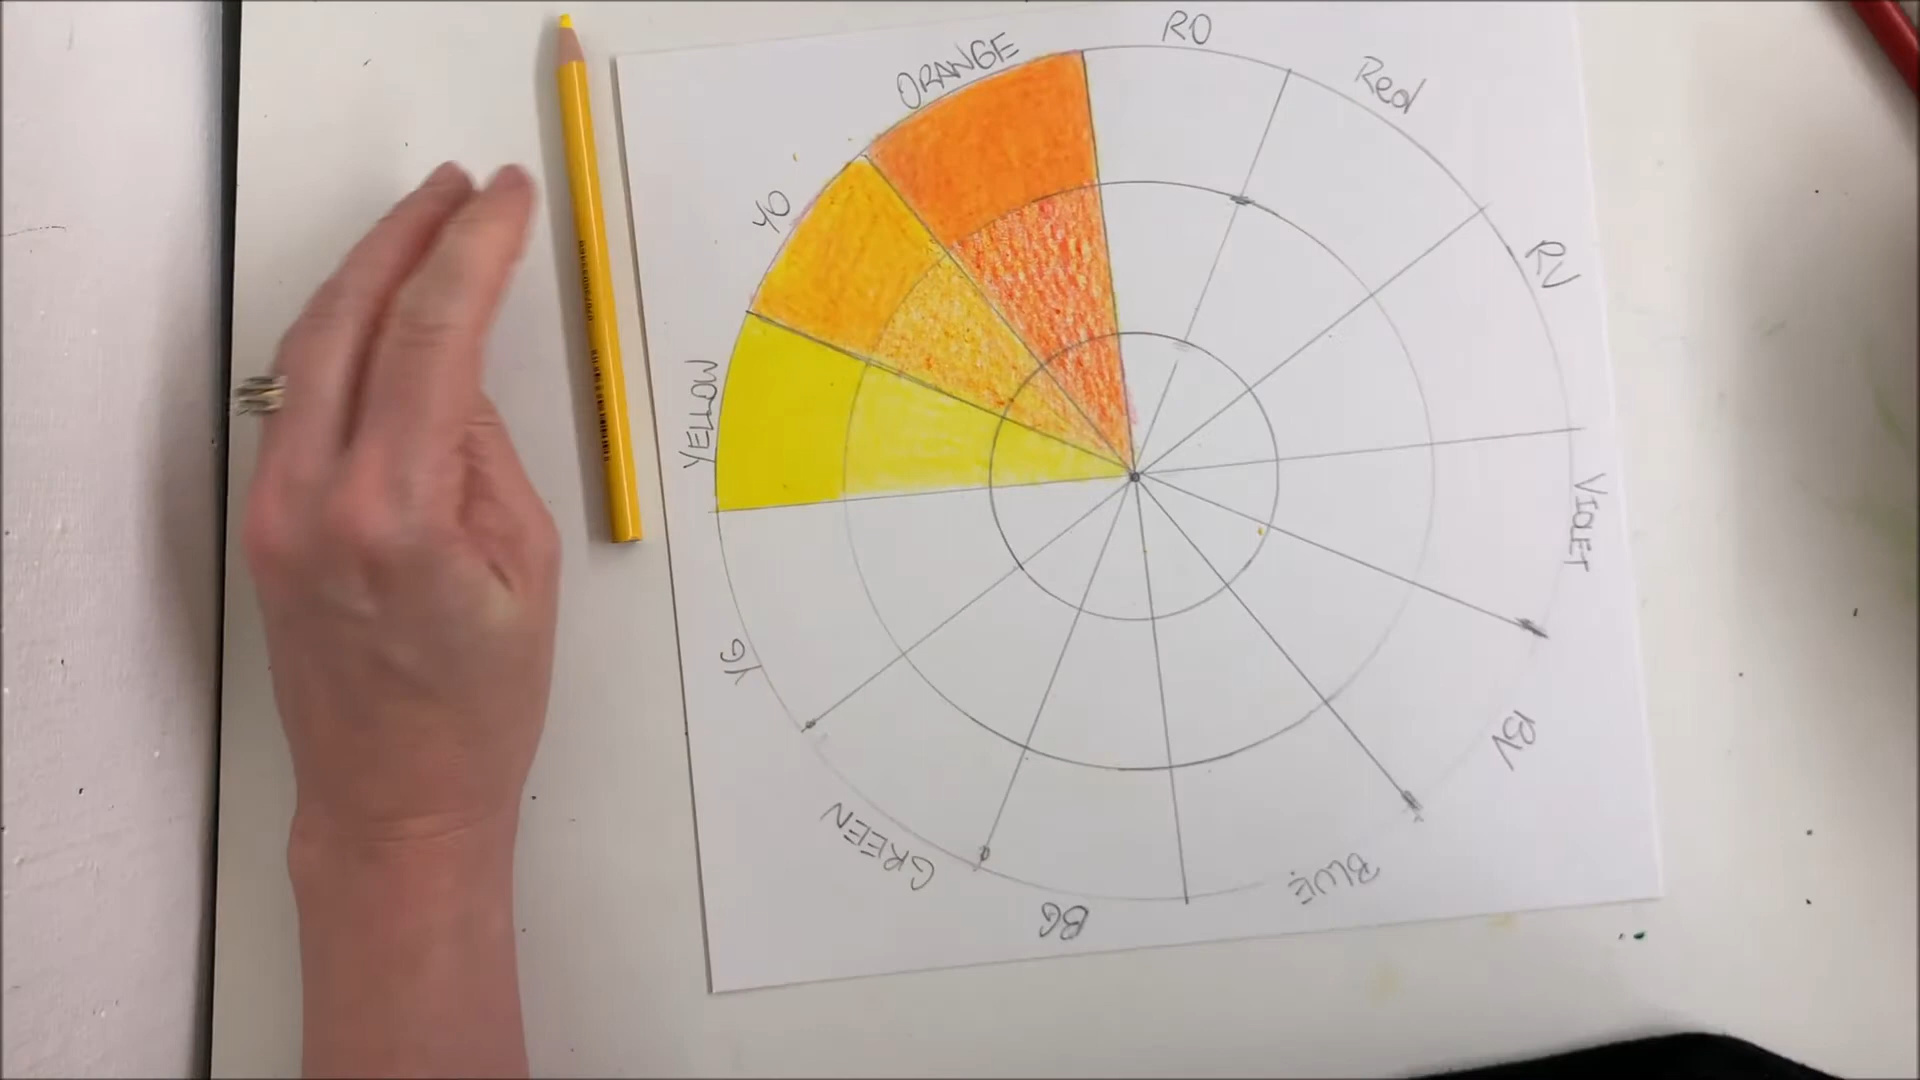 RO
Red
RV
VIOLET
BV
BLUE
BG
GREEN
YG
YELLOW
YO
ORANGE